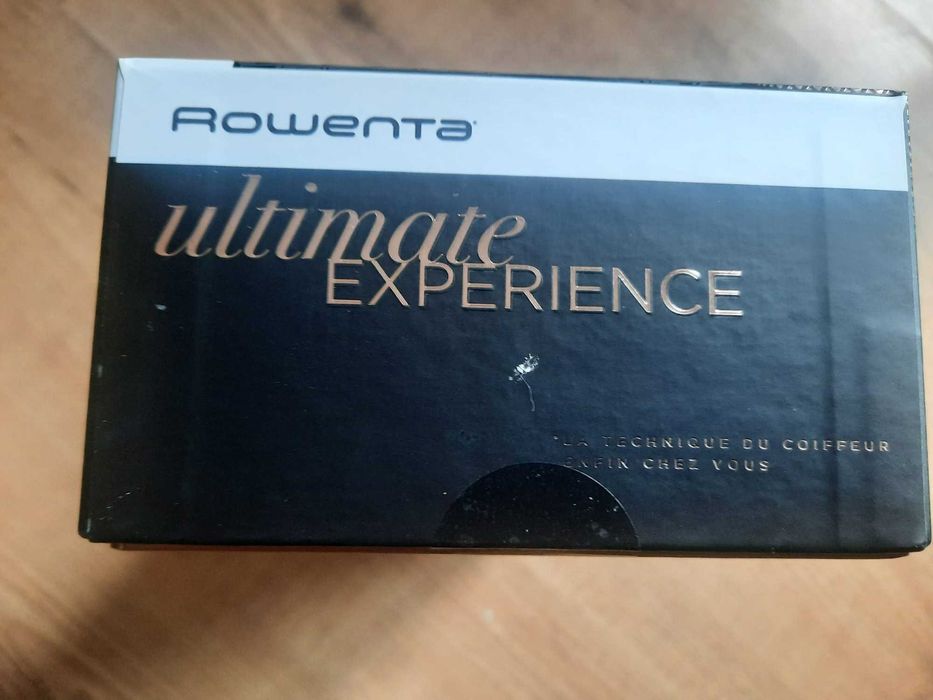 Rowenta
ultimate
EXPERIENCE
"LA TECHNIQUE DU COIFFEUR
ENFIN CHEZ VOUS